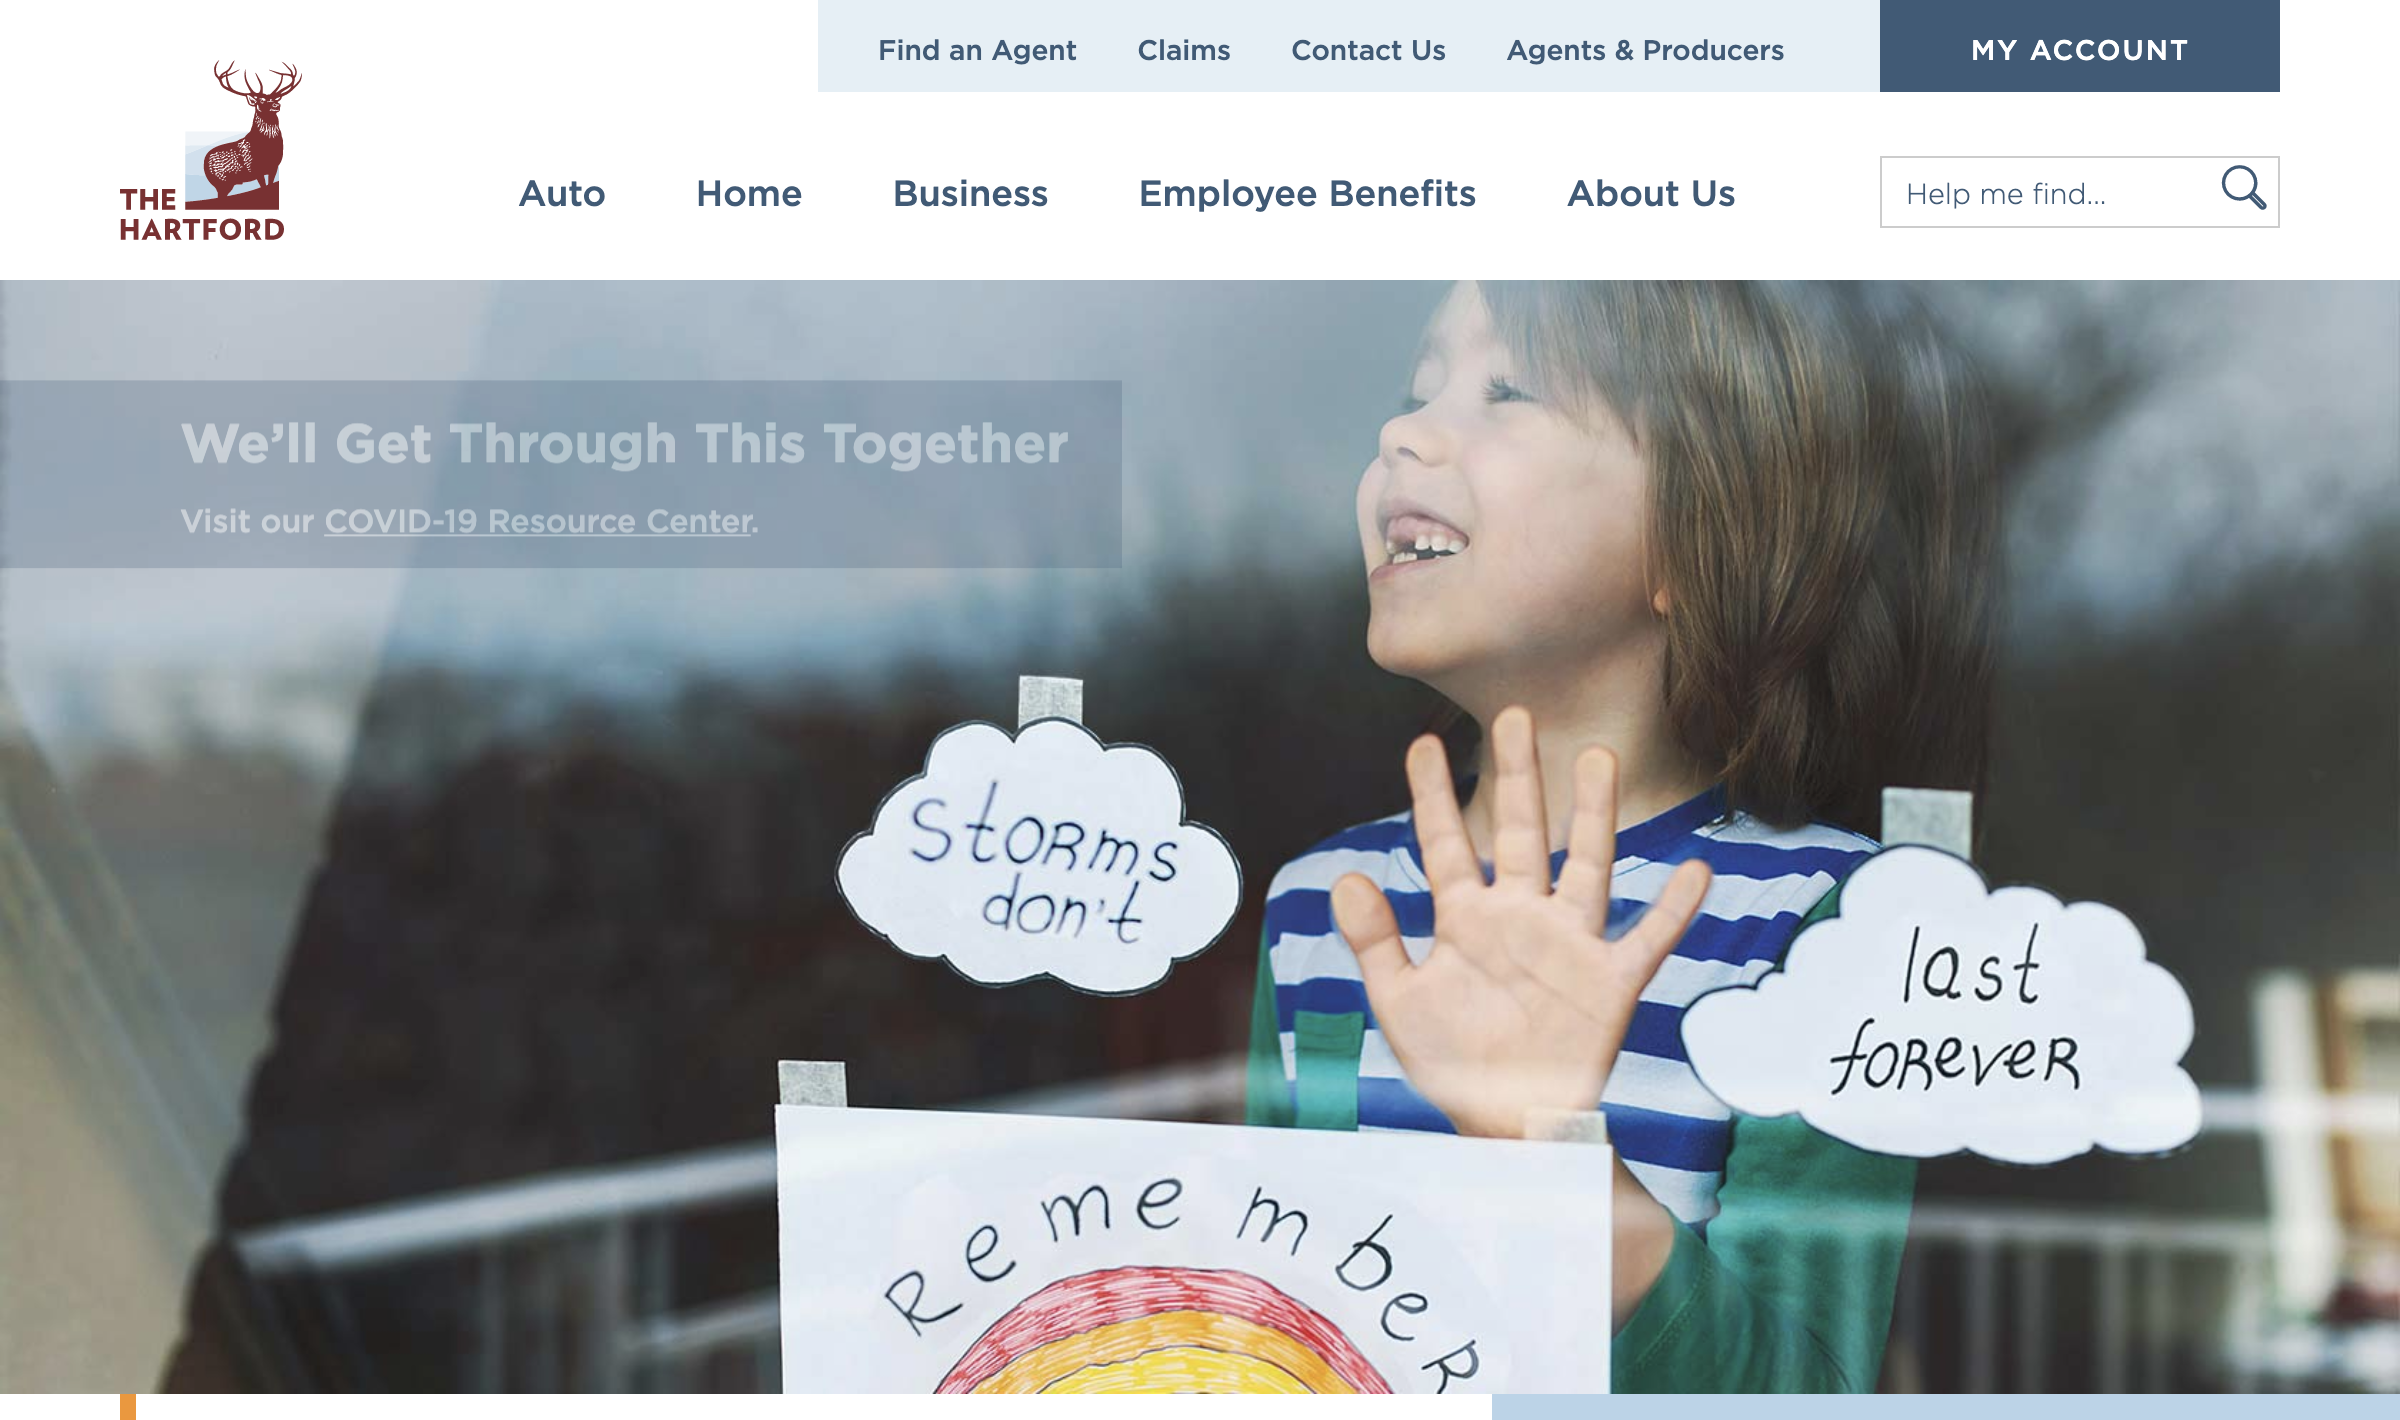 Find an Agent
Claims
Contact Us
Agents & Producers
MY ACCOUNT
THE
HARTFORD
Auto
Home
Business
Employee Benefits
About Us
Help me find...
We’ll Get Through This Together
Visit our COVID-19 Resource Center.
StoRms
don't
last
foReveR
RemembeR